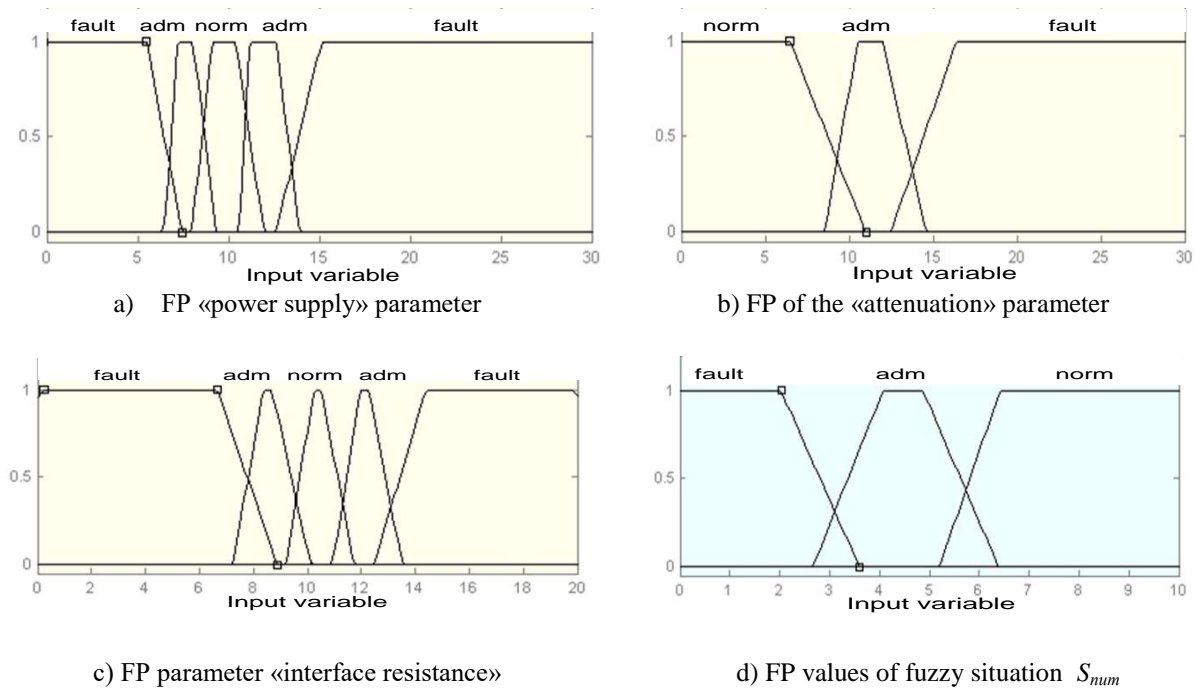 fault adm norm adm fault
1
0.5
0
0 5 10 15 20 25 30
Input variable
a) FP «power supply» parameter
norm adm fault
1
0.5
0
0 5 10 15 20 25 30
Input variable
b) FP of the «attenuation» parameter
fault adm norm adm fault
1
0.5
0
0 2 4 6 8 10 12 14 16 18 20
Input variable
c) FP parameter «interface resistance»
fault adm norm
1
0.5
0
0 1 2 3 4 5 6 7 8 9 10
Input variable
d) FP values of fuzzy situation Snum